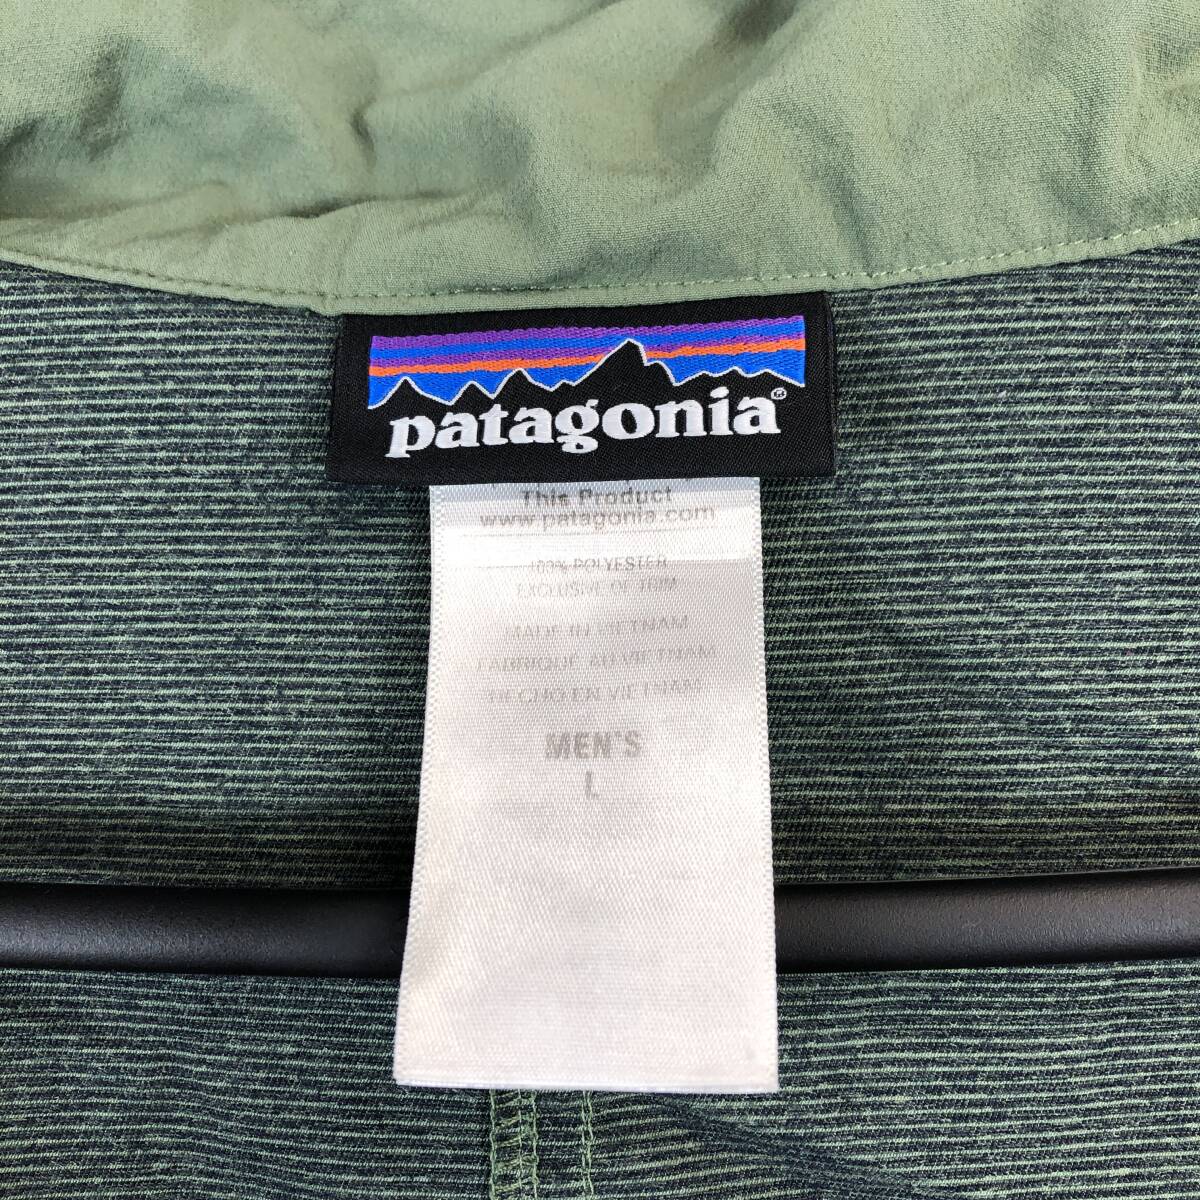 patagonia®
This Product
www.patagonia.com
100% POLYESTER
EXCLUSIVE OF TRIM
MADE IN VIETNAM
FABRIQUÉ AU VIETNAM
HECHO EN VIETNAM
MEN'S
L